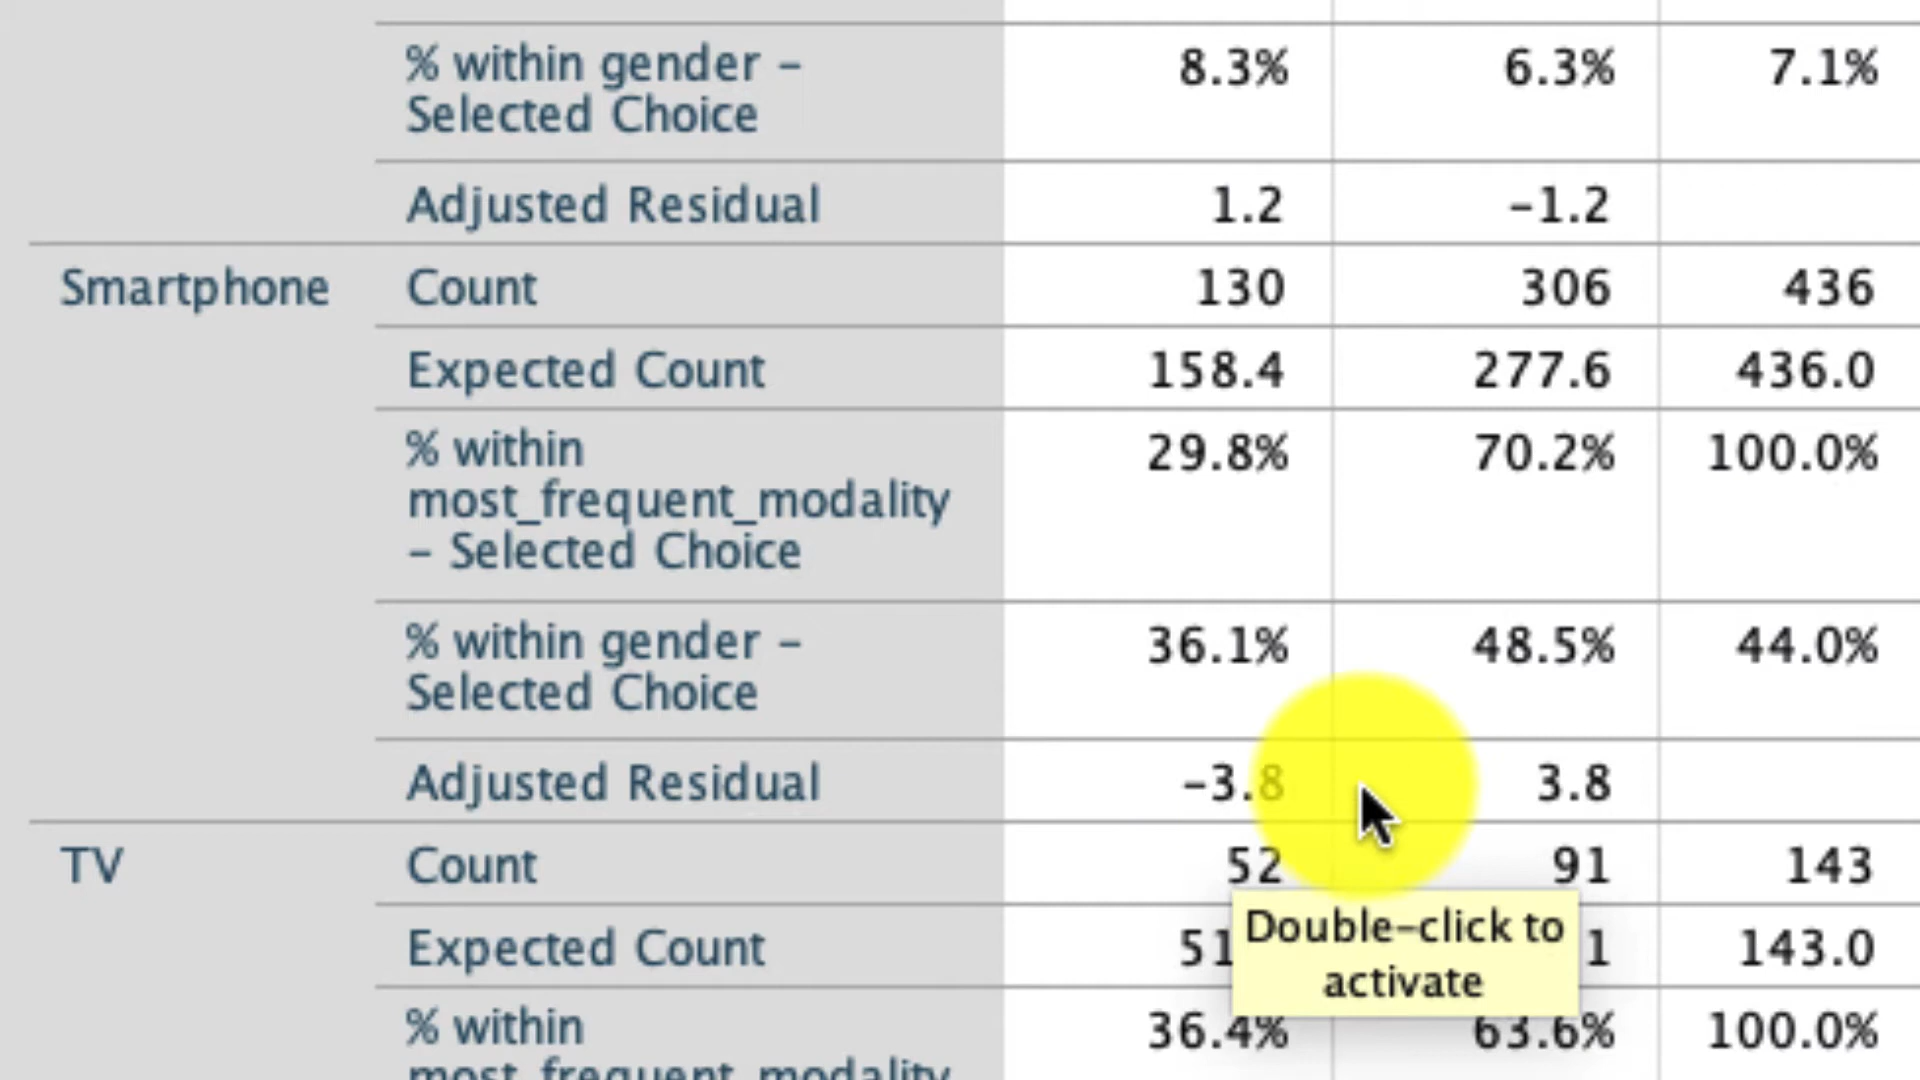 % within gender – 8.3% 6.3% 7.1%
Selected Choice
Adjusted Residual 1.2 –1.2
Smartphone Count 130 306 436
Expected Count 158.4 277.6 436.0
% within 29.8% 70.2% 100.0%
most_frequent_modality
– Selected Choice
% within gender – 36.1% 48.5% 44.0%
Selected Choice
Adjusted Residual –3.8 3.8
TV Count 52 91 143
Expected Count 143.0
Double–click to
activate
% within 36.4% 63.6% 100.0%
most_frequent_modality